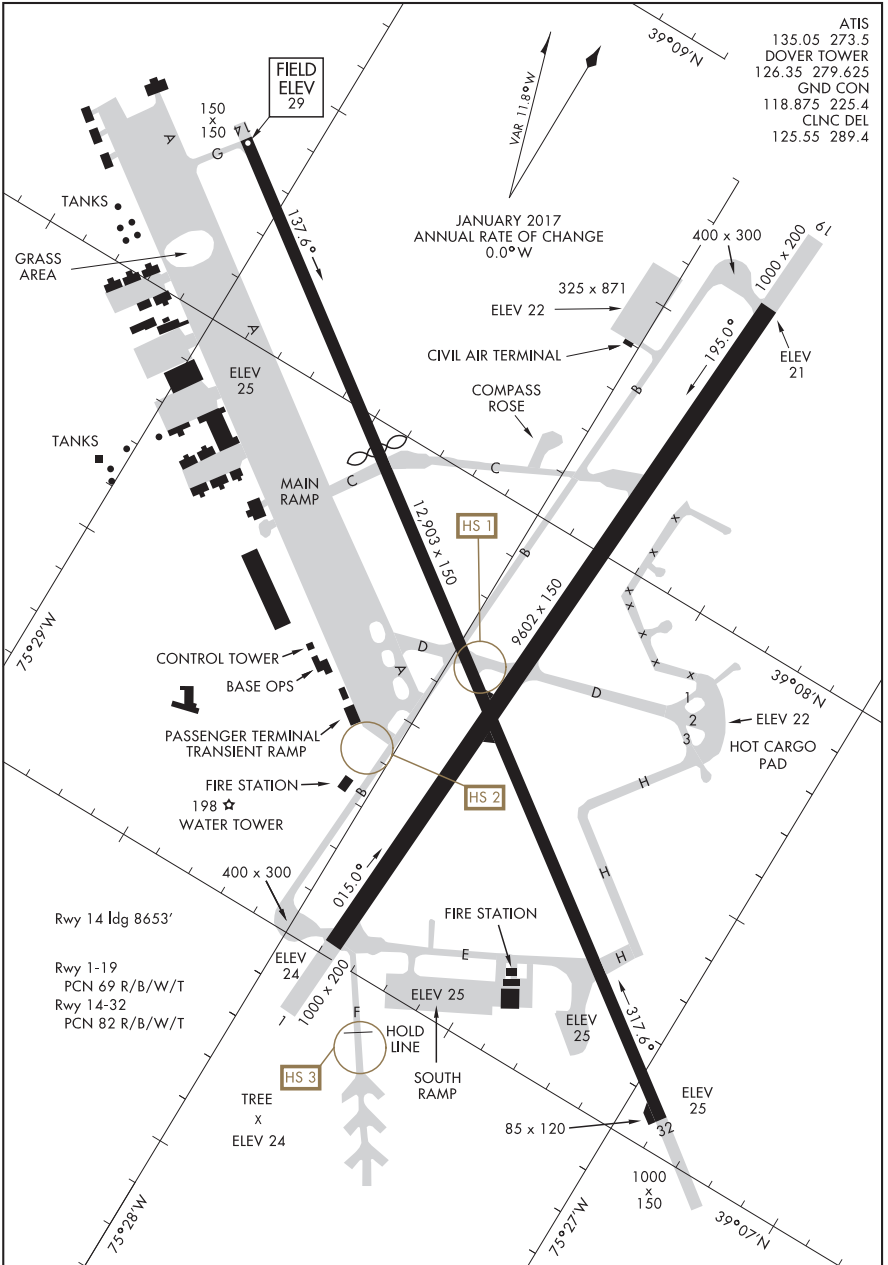 ATIS
135.05 273.5
DOVER TOWER
126.35 279.625
GND CON
118.875 225.4
CLNC DEL
125.55 289.4
39°09'N
VAR 11.8°W
JANUARY 2017
ANNUAL RATE OF CHANGE
0.0°W
FIELD
ELEV
29
150
x
150
14
A
G
TANKS
GRASS
AREA
137.6°
400 x 300
19
1000 x 200
325 x 871
ELEV 22
CIVIL AIR TERMINAL
195.0°
ELEV
21
A
ELEV
25
B
COMPASS
ROSE
TANKS
MAIN
RAMP
C
C
12,903 x 150
HS 1
B
9602 x 150
x
x
x
x
x
x
75°29'W
CONTROL TOWER
BASE OPS
D
A
D
1
2
3
39°08'N
ELEV 22
HOT CARGO
PAD
PASSENGER TERMINAL
TRANSIENT RAMP
FIRE STATION
198
WATER TOWER
B
HS 2
H
400 x 300
015.0°
H
Rwy 14 ldg 8653'
Rwy 1-19
PCN 69 R/B/W/T
Rwy 14-32
PCN 82 R/B/W/T
FIRE STATION
ELEV
24
E
H
1000 x 200
1
ELEV 25
F
HOLD
LINE
SOUTH
RAMP
ELEV
25
317.6°
HS 3
TREE
x
ELEV 24
ELEV
25
85 x 120
32
1000
x
150
75°28'W
75°27'W
39°07'N